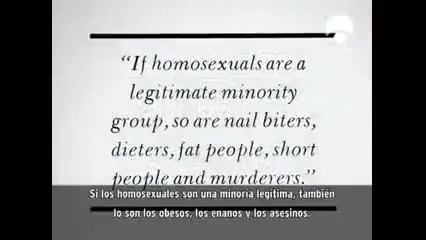 “If homosexuals are a
legitimate minority
group, so are nail biters,
dieters, fat people, short
people and murderers.”
Si los homosexuales son una minoría legítima, también
lo son los obesos, los enanos y los asesinos.